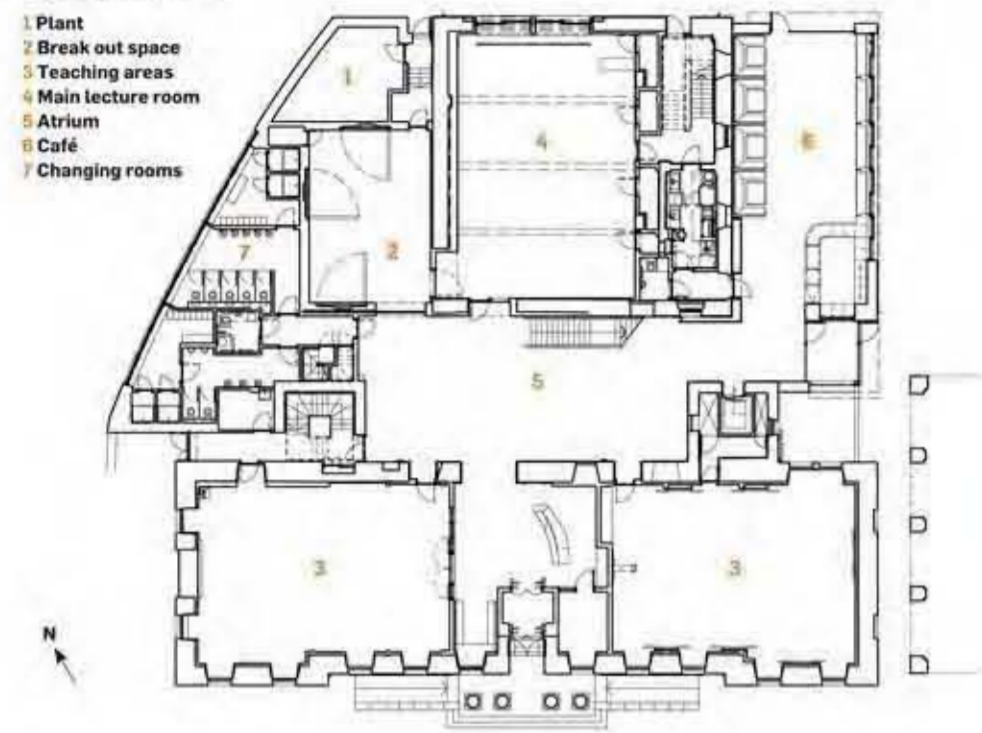 1 Plant
2 Break out space
3 Teaching areas
4 Main lecture room
5 Atrium
6 Café
7 Changing rooms
1
4
6
2
7
5
3
3
N